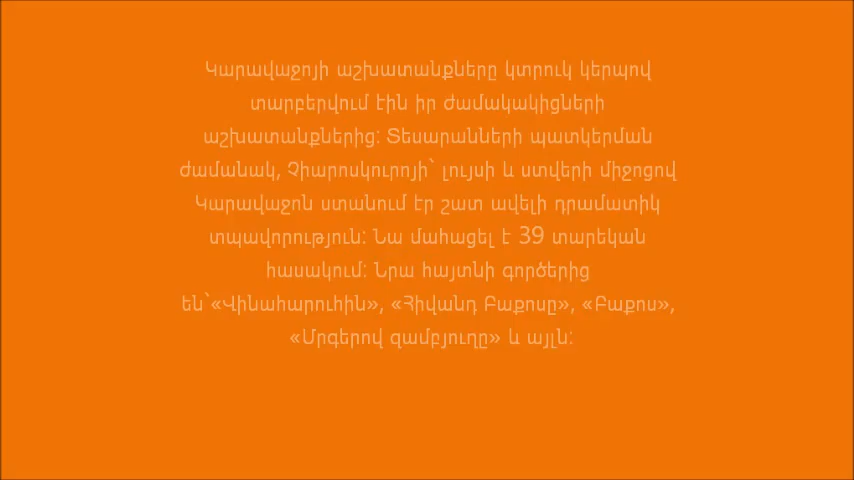 Կարավաջոյի աշխատանքները կտրուկ կերպով
տարբերվում էին իր ժամակակիցների
աշխատանքներից: Տեսարանների պատկերման
ժամանակ, Չիարոսկուրոյի՝ լույսի և ստվերի միջոցով
Կարավաջոն ստանում էր շատ ավելի դրամատիկ
տպավորություն: Նա մահացել է 39 տարեկան
հասակում: Նրա հայտնի գործերից
են՝«Վինահարուհին», «Հիվանդ Բաքոսը», «Բաքոս»,
«Մրգերով զամբյուղը» և այլն: